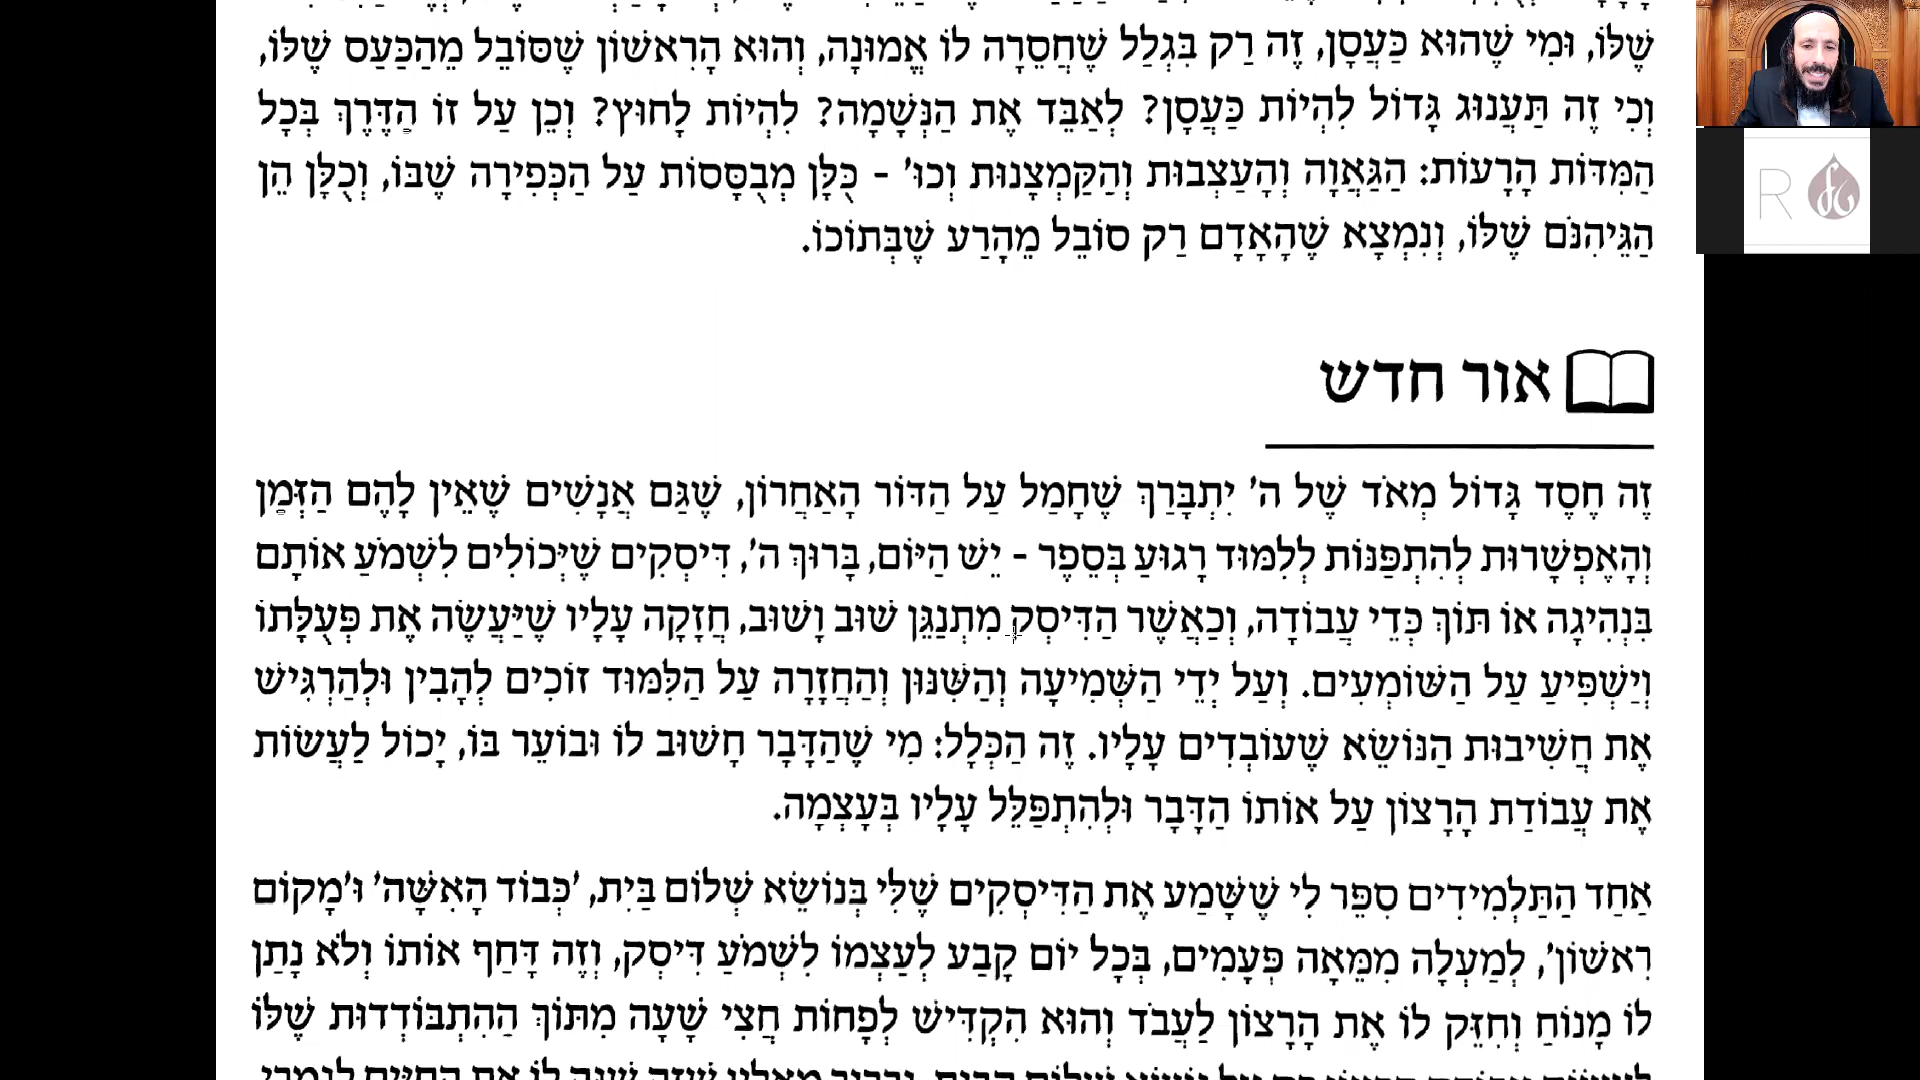 שֶׁלּוֹ, וּמִי שֶׁהוּא כַּעֲסָן, זֶה רַק בִּגְלַל שֶׁחֲסֵרָה לוֹ אֱמוּנָה, וְהוּא הָרִאשׁוֹן שֶׁסּוֹבֵל מֵהַכַּעַס שֶׁלּוֹ,
וְכִי זֶה תַּעֲנוּג גָּדוֹל לִהְיוֹת כַּעֲסָן? לְאַבֵּד אֶת הַנְּשָׁמָה? לִהְיוֹת לָחוּץ? וְכֵן עַל זוֹ הַדֶּרֶךְ בְּכָל
הַמִּדּוֹת הָרָעוֹת: הַגַּאֲוָה וְהָעַצְבוּת וְהַקַּמְצָנוּת וְכוּ' - כֻּלָּן מְבֻסָּסוֹת עַל הַכְּפִירָה שֶׁבּוֹ, וְכֻלָּן הֵן
הַגֵּיהִנֹּם שֶׁלּוֹ, וְנִמְצָא שֶׁהָאָדָם רַק סוֹבֵל מֵהָרַע שֶׁבְּתוֹכוֹ.
אור חדש
זֶה חֶסֶד גָּדוֹל מְאֹד שֶׁל ה' יִתְבָּרַךְ שֶׁחָמַל עַל הַדּוֹר הָאַחֲרוֹן, שֶׁגַּם אֲנָשִׁים שֶׁאֵין לָהֶם הַזְּמַן
וְהָאֶפְשָׁרוּת לְהִתְפַּנּוֹת לְלִמּוּד רָגוּעַ בְּסֵפֶר - יֵשׁ הַיּוֹם, בָּרוּךְ ה', דִּיסְקִים שֶׁיְּכוֹלִים לִשְׁמֹעַ אוֹתָם
בִּנְהִיגָה אוֹ תּוֹךְ כְּדֵי עֲבוֹדָה, וְכַאֲשֶׁר הַדִּיסְק מִתְנַגֵּן שׁוּב וָשׁוּב, חֲזָקָה עָלָיו שֶׁיַּעֲשֶׂה אֶת פְּעֻלָּתוֹ
וְיַשְׁפִּיעַ עַל הַשּׁוֹמְעִים. וְעַל יְדֵי הַשְּׁמִיעָה וְהַשִּׁנּוּן וְהַחֲזָרָה עַל הַלִּמּוּד זוֹכִים לְהָבִין וּלְהַרְגִּישׁ
אֶת חֲשִׁיבוּת הַנּוֹשֵׂא שֶׁעוֹבְדִים עָלָיו. זֶה הַכְּלָל: מִי שֶׁהַדָּבָר חָשׁוּב לוֹ וּבוֹעֵר בּוֹ, יָכוֹל לַעֲשׂוֹת
אֶת עֲבוֹדַת הָרָצוֹן עַל אוֹתוֹ הַדָּבָר וּלְהִתְפַּלֵּל עָלָיו בְּעָצְמָה.
אַחַד הַתַּלְמִידִים סִפֵּר לִי שֶׁשָּׁמַע אֶת הַדִּיסְקִים שֶׁלִּי בְּנוֹשֵׂא שְׁלוֹם בַּיִת, 'כְּבוֹד הָאִשָּׁה' וּ'מָקוֹם
רִאשׁוֹן', לְמַעְלָה מִמֵּאָה פְּעָמִים, בְּכָל יוֹם קָבַע לְעַצְמוֹ לִשְׁמֹעַ דִּיסְק, וְזֶה דָּחַף אוֹתוֹ וְלֹא נָתַן
לוֹ מָנוֹחַ וְחִזֵּק לוֹ אֶת הָרָצוֹן לַעֲבֹד וְהוּא הִקְדִּישׁ לְפָחוֹת חֲצִי שָׁעָה מִתּוֹךְ הַהִתְבּוֹדְדוּת שֶׁלּוֹ
R